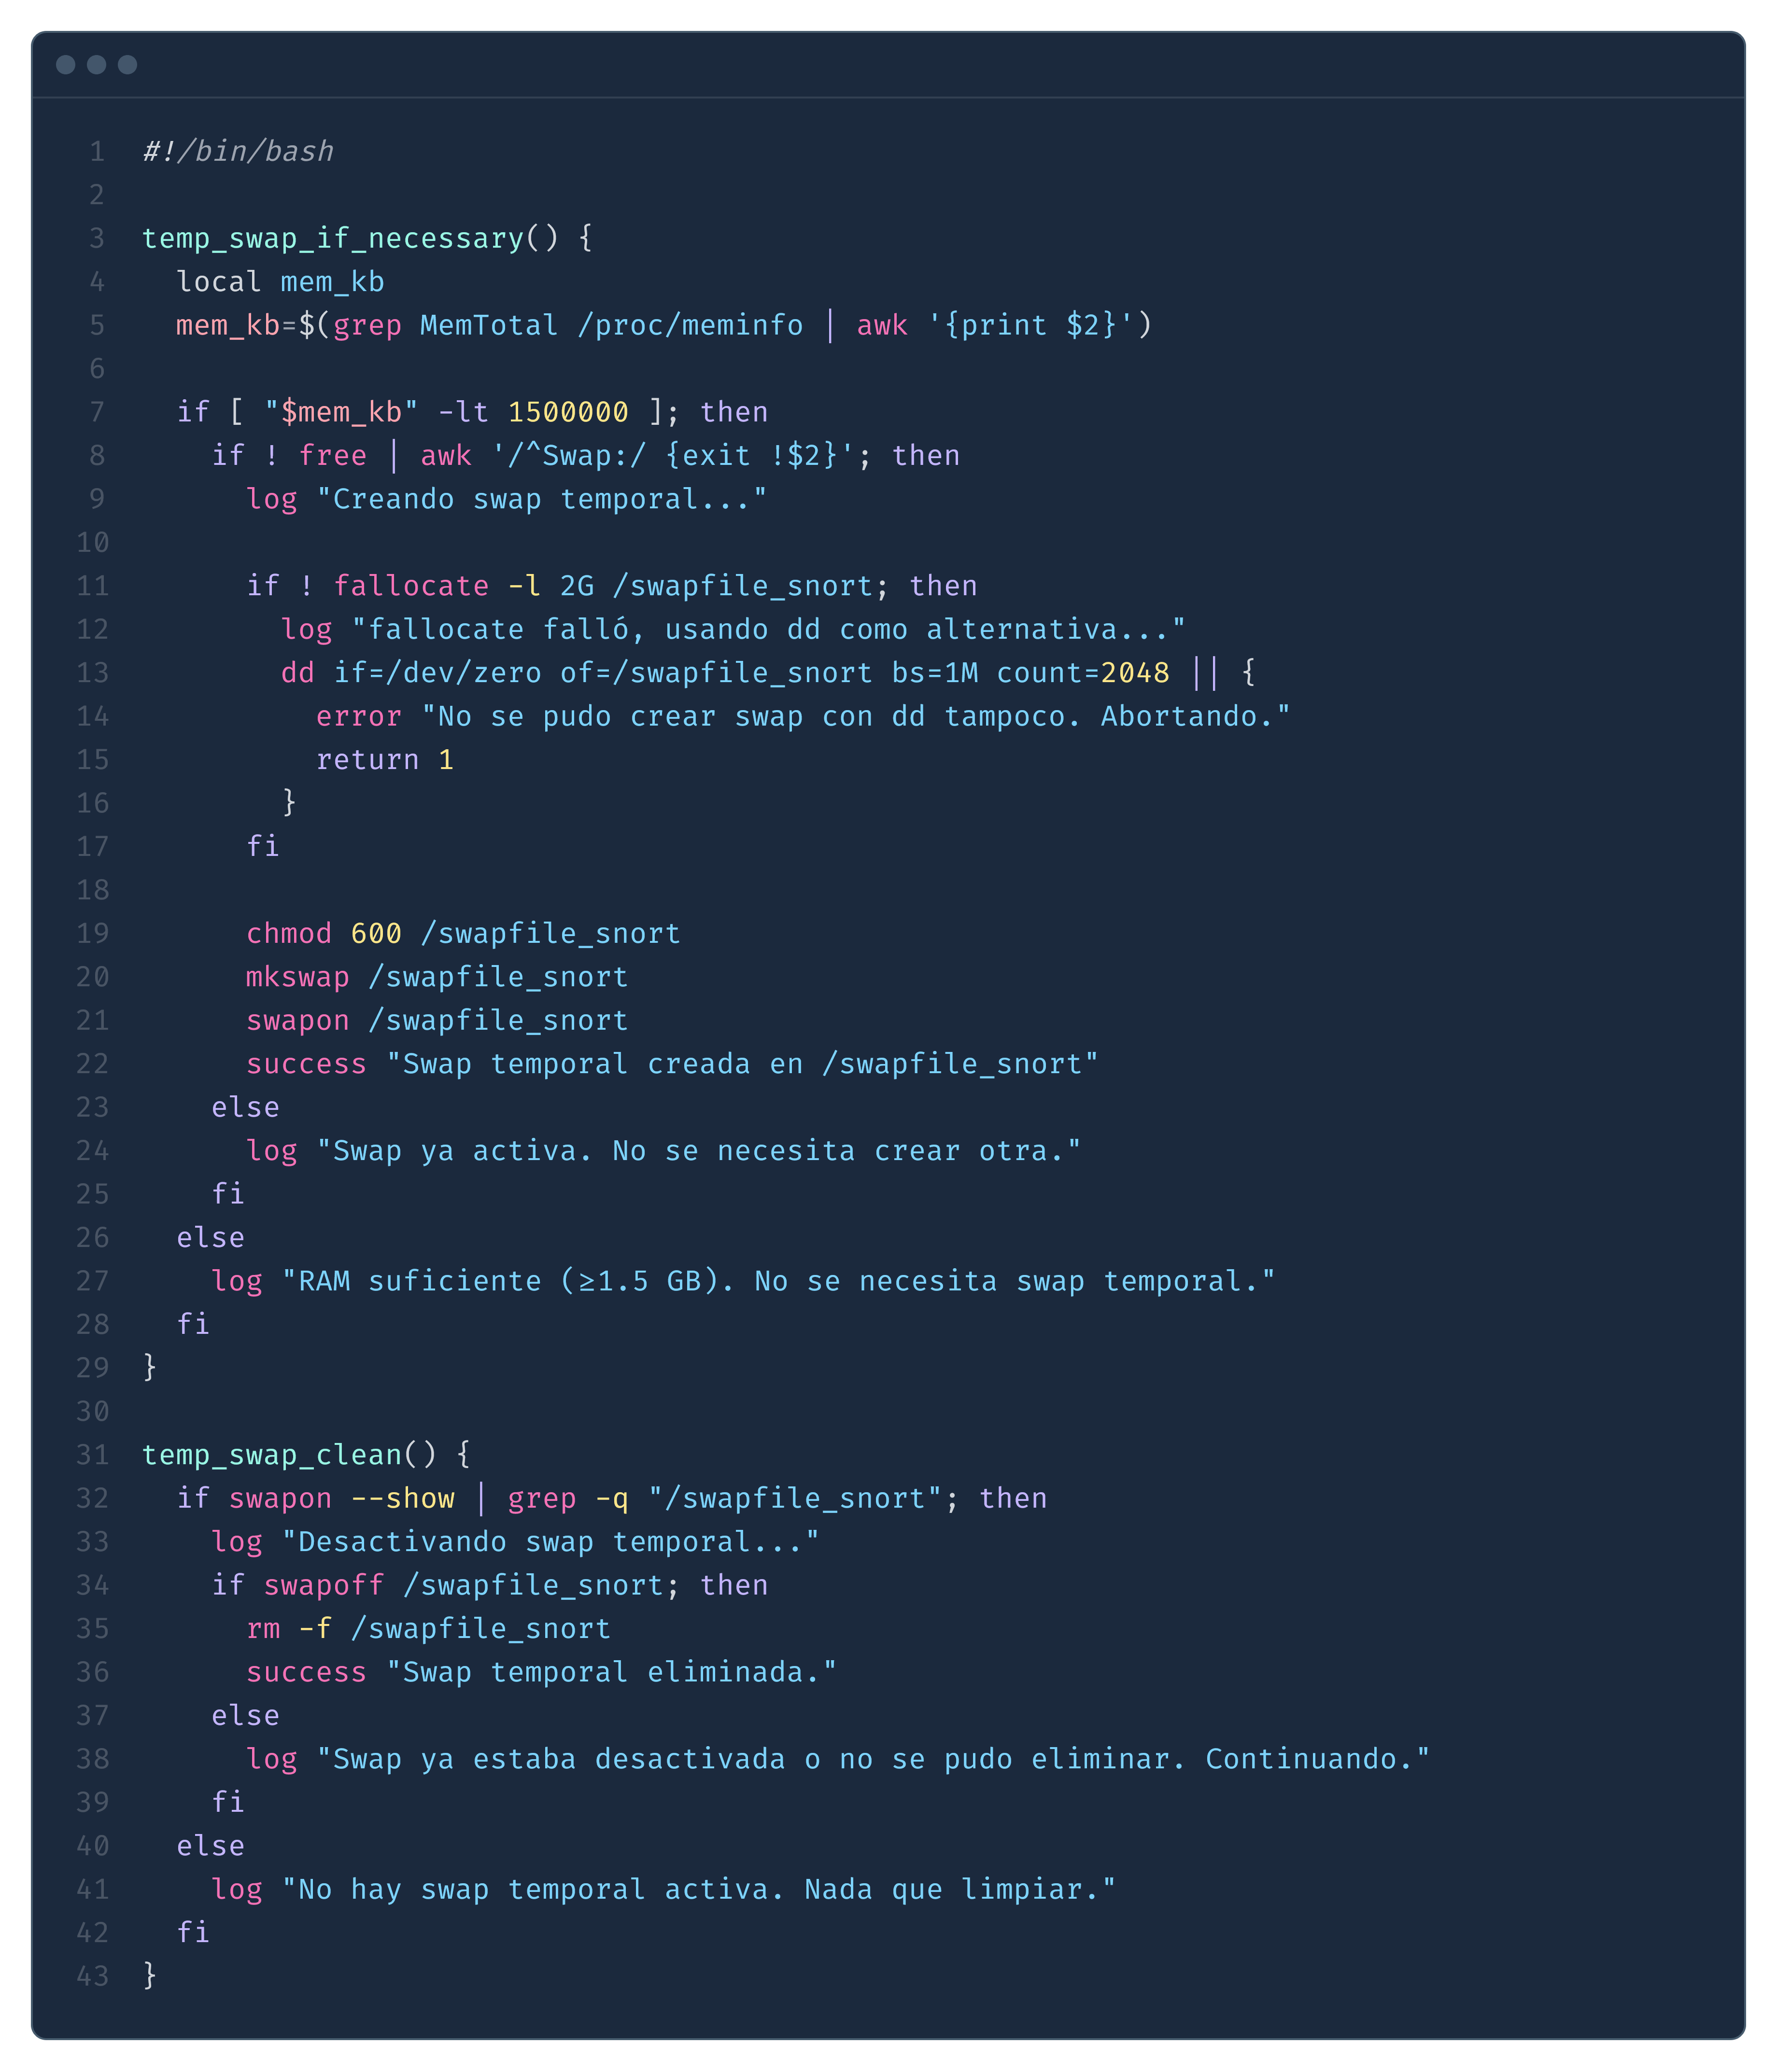 1 #!/bin/bash
2
3 temp_swap_if_necessary() {
4   local mem_kb
5   mem_kb=$(grep MemTotal /proc/meminfo | awk '{print $2}')
6
7   if [ "$mem_kb" -lt 1500000 ]; then
8     if ! free | awk '/^Swap:/ {exit !$2}'; then
9       log "Creando swap temporal..."
10
11       if ! fallocate -l 2G /swapfile_snort; then
12         log "fallocate falló, usando dd como alternativa..."
13         dd if=/dev/zero of=/swapfile_snort bs=1M count=2048 || {
14           error "No se pudo crear swap con dd tampoco. Abortando."
15           return 1
16         }
17       fi
18
19       chmod 600 /swapfile_snort
20       mkswap /swapfile_snort
21       swapon /swapfile_snort
22       success "Swap temporal creada en /swapfile_snort"
23     else
24       log "Swap ya activa. No se necesita crear otra."
25     fi
26   else
27     log "RAM suficiente (≥1.5 GB). No se necesita swap temporal."
28   fi
29 }
30
31 temp_swap_clean() {
32   if swapon --show | grep -q "/swapfile_snort"; then
33     log "Desactivando swap temporal..."
34     if swapoff /swapfile_snort; then
35       rm -f /swapfile_snort
36       success "Swap temporal eliminada."
37     else
38       log "Swap ya estaba desactivada o no se pudo eliminar. Continuando."
39     fi
40   else
41     log "No hay swap temporal activa. Nada que limpiar."
42   fi
43 }